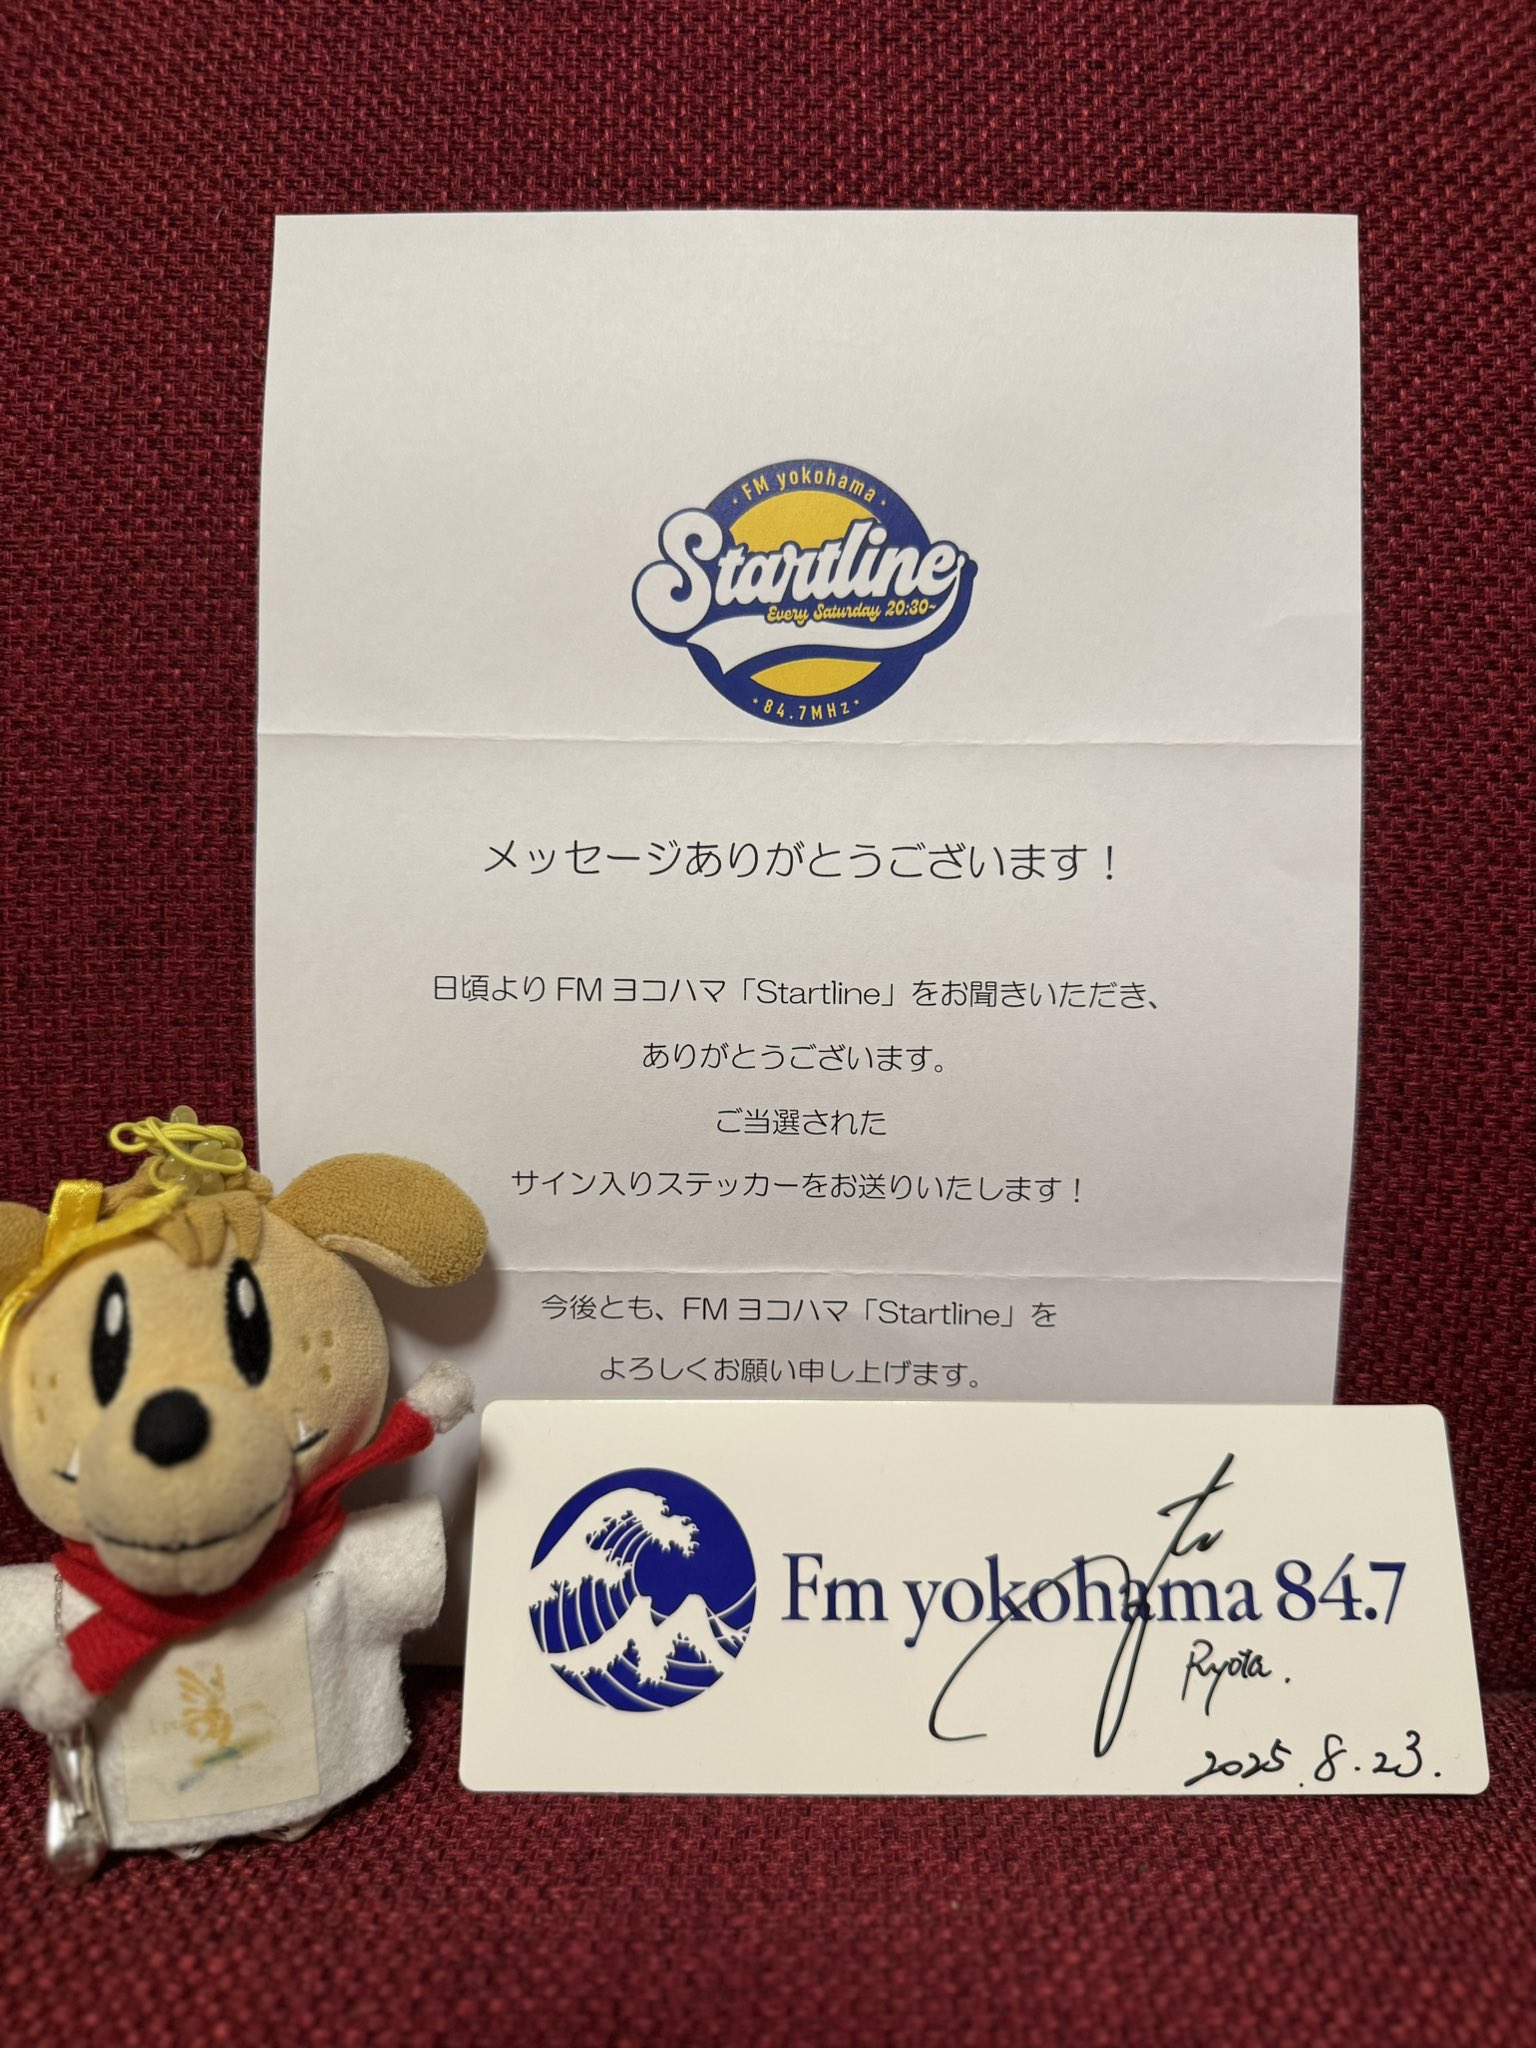 FM yokohama
Startline
Every Saturday 20:30~
84.7MHz
メッセージありがとうございます！
日頃よりFMヨコハマ「Startline」をお聞きいただき、
ありがとうございます。
ご当選された
サイン入りステッカーをお送りいたします！
今後とも、FMヨコハマ「Startline」を
よろしくお願い申し上げます。
Fm yokohama 84.7
Ryota.
2025.8.23.